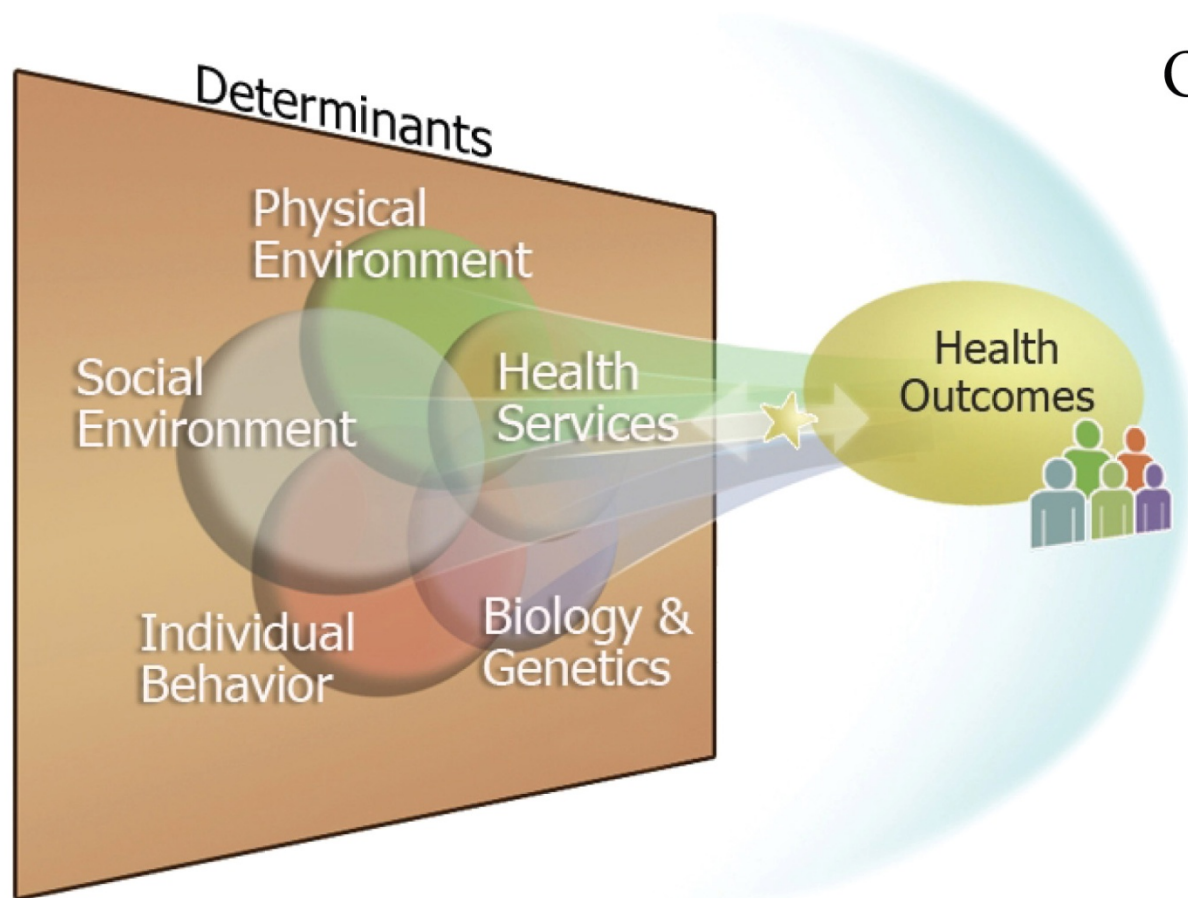 Determinants
Physical
Environment
Social
Environment
Health
Services
Individual
Behavior
Biology &
Genetics
Health
Outcomes